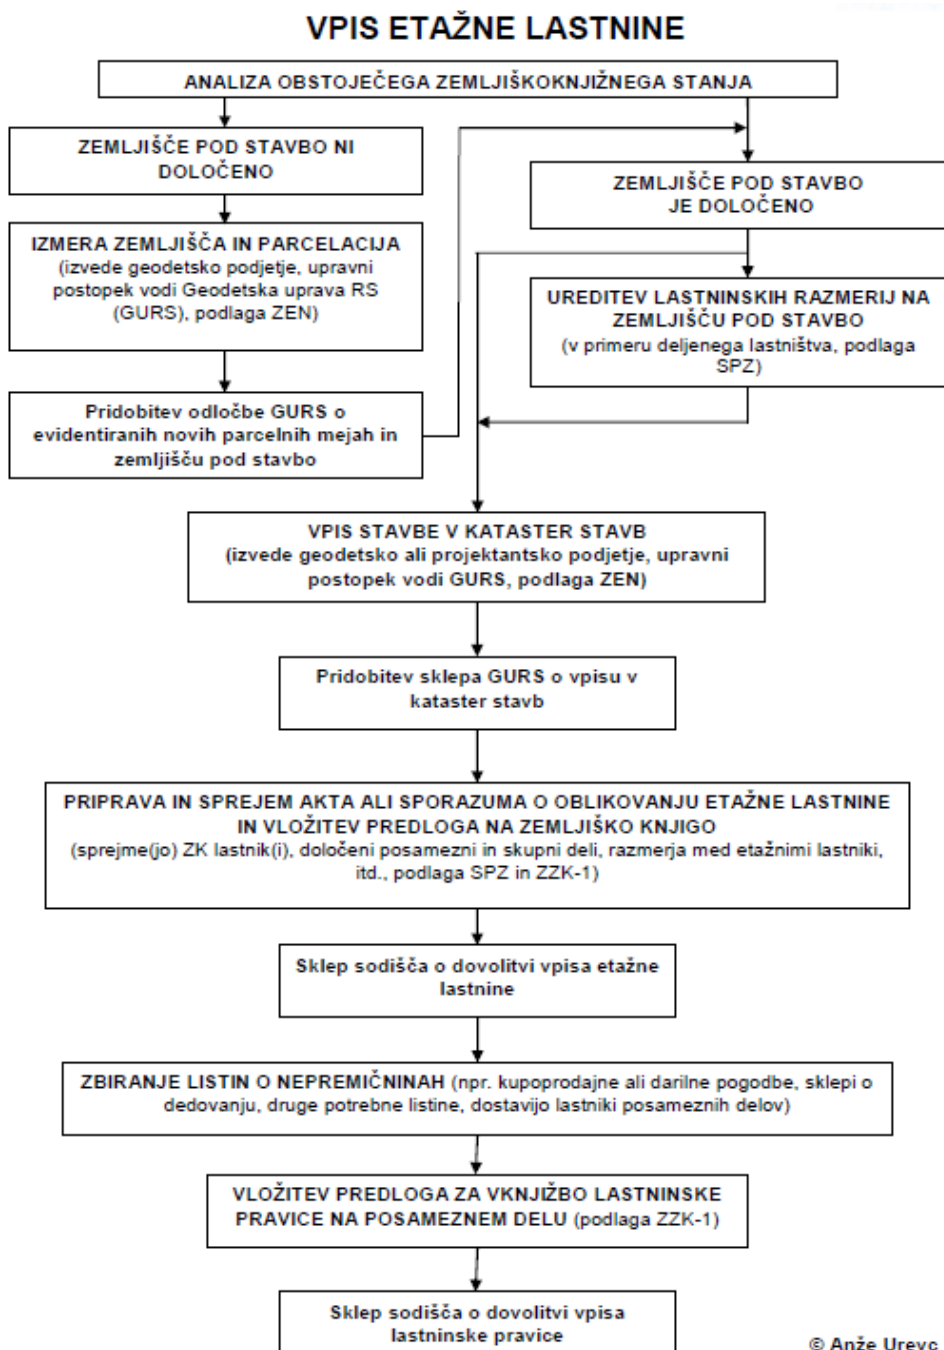 VPIS ETAŽNE LASTNINE
ANALIZA OBSTOJEČEGA ZEMLJIŠKOKNJIŽNEGA STANJA
ZEMLJIŠČE POD STAVBO NI
DOLOČENO
IZMERA ZEMLJIŠČA IN PARCELACIJA
(izvede geodetsko podjetje, upravni
postopek vodi Geodetska uprava RS
(GURS), podlaga ZEN)
Pridobitev odločbe GURS o
evidentiranih novih parcelnih mejah in
zemljišču pod stavbo
ZEMLJIŠČE POD STAVBO
JE DOLOČENO
UREDITEV LASTNINSKIH RAZMERIJ NA
ZEMLJIŠČU POD STAVBO
(v primeru deljenega lastništva, podlaga
SPZ)
VPIS STAVBE V KATASTER STAVB
(izvede geodetsko ali projektantsko podjetje, upravni
postopek vodi GURS, podlaga ZEN)
Pridobitev sklepa GURS o vpisu v
kataster stavb
PRIPRAVA IN SPREJEM AKTA ALI SPORAZUMA O OBLIKOVANJU ETAŽNE LASTNINE
IN VLOŽITEV PREDLOGA NA ZEMLJIŠKO KNJIGO
(sprejme(jo) ZK lastnik(i), določeni posamezni in skupni deli, razmerja med etažnimi lastniki,
itd., podlaga SPZ in ZZK-1)
Sklep sodišča o dovolitvi vpisa etažne
lastnine
ZBIRANJE LISTIN O NEPREMIČNINAH (npr. kupoprodajne ali darilne pogodbe, sklepi o
dedovanju, druge potrebne listine, dostavijo lastniki posameznih delov)
VLOŽITEV PREDLOGA ZA VKNJIŽBO LASTNINSKE
PRAVICE NA POSAMEZNEM DELU (podlaga ZZK-1)
Sklep sodišča o dovolitvi vpisa
lastninske pravice
© Anže Urevc